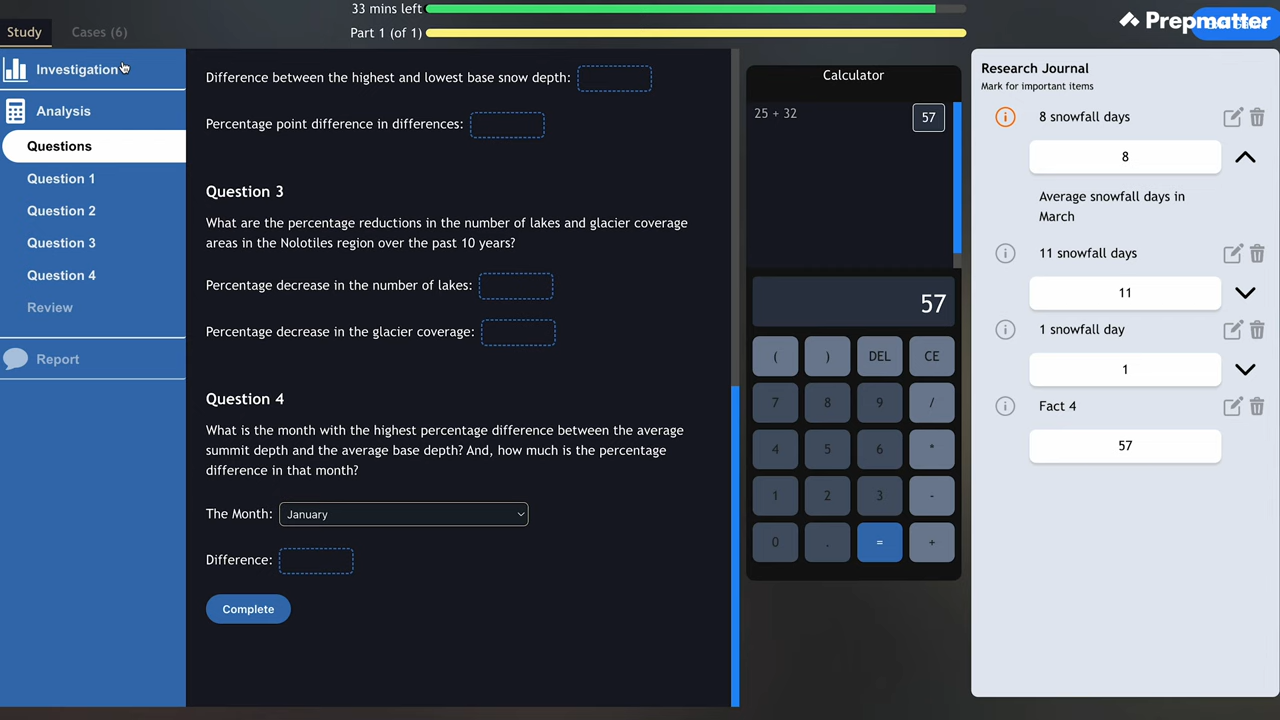 33 mins left
Part 1 (of 1)
Prepmatter
Study
Cases (6)
Investigation
Analysis
Questions
Question 1
Question 2
Question 3
Question 4
Review
Report
Difference between the highest and lowest base snow depth:
Percentage point difference in differences:
Question 3
What are the percentage reductions in the number of lakes and glacier coverage
areas in the Nolotiles region over the past 10 years?
Percentage decrease in the number of lakes:
Percentage decrease in the glacier coverage:
Question 4
What is the month with the highest percentage difference between the average
summit depth and the average base depth? And, how much is the percentage
difference in that month?
The Month: January
Difference:
Complete
Calculator
25 + 32
57
57
( ) DEL CE
7 8 9 /
4 5 6 *
1 2 3 -
0 . = +
Research Journal
Mark for important items
8 snowfall days
8
Average snowfall days in
March
11 snowfall days
11
1 snowfall day
1
Fact 4
57